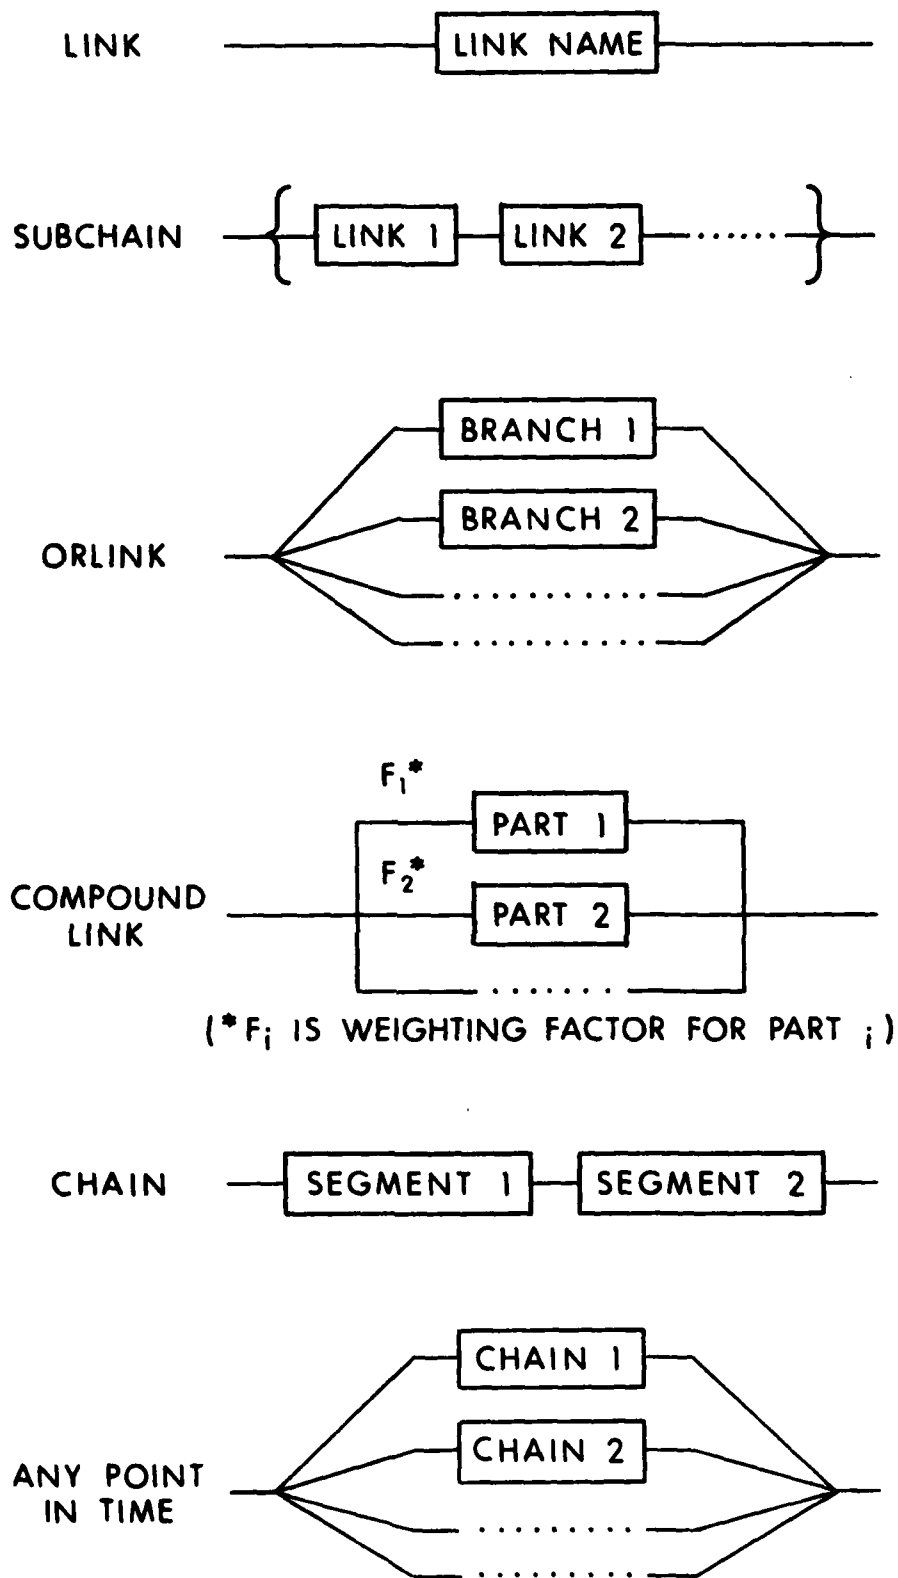 LINK LINK NAME
SUBCHAIN LINK 1 LINK 2
BRANCH 1
BRANCH 2
ORLINK
F1*
PART 1
F2*
COMPOUND
LINK
PART 2
(*Fi IS WEIGHTING FACTOR FOR PART i)
CHAIN SEGMENT 1 SEGMENT 2
CHAIN 1
CHAIN 2
ANY POINT
IN TIME